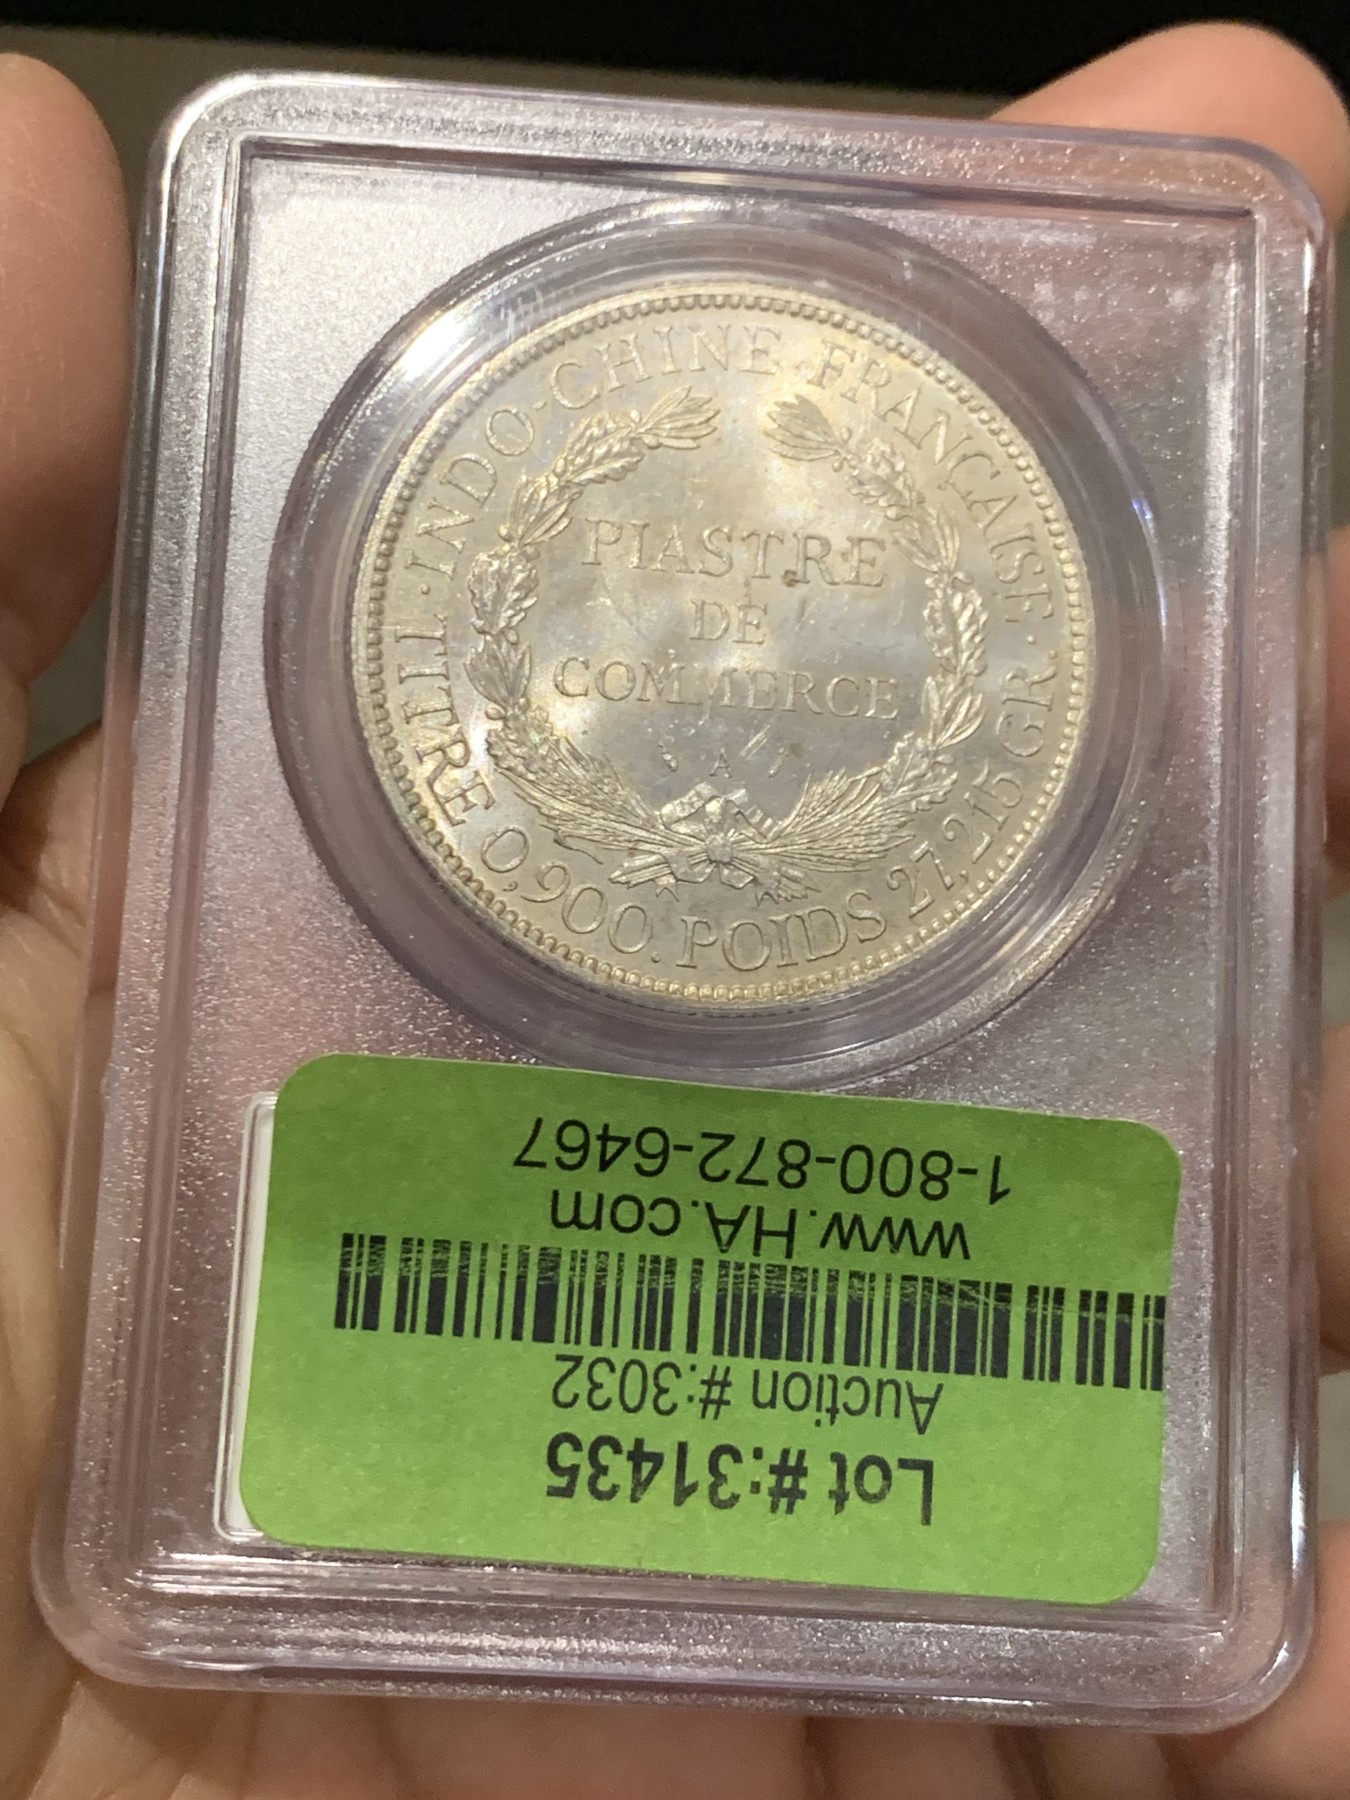 INDO-CHINE FRANÇAISE.
PIASTRE
DE
COMMERCE
A
TITRE 0,900. POIDS 27,215 GR.
Lot #:31435
Auction #:3032
www.HA.com
1-800-872-6467